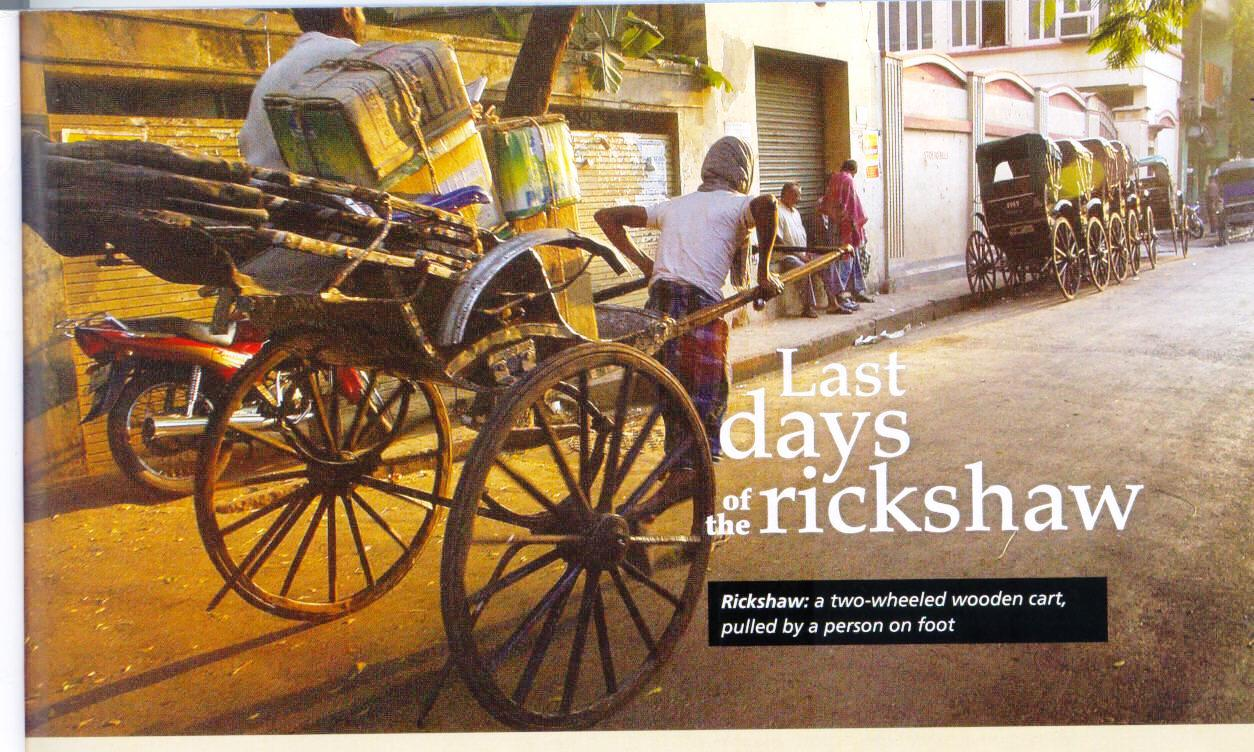 Last
days
of
the rickshaw
Rickshaw: a two-wheeled wooden cart,
pulled by a person on foot